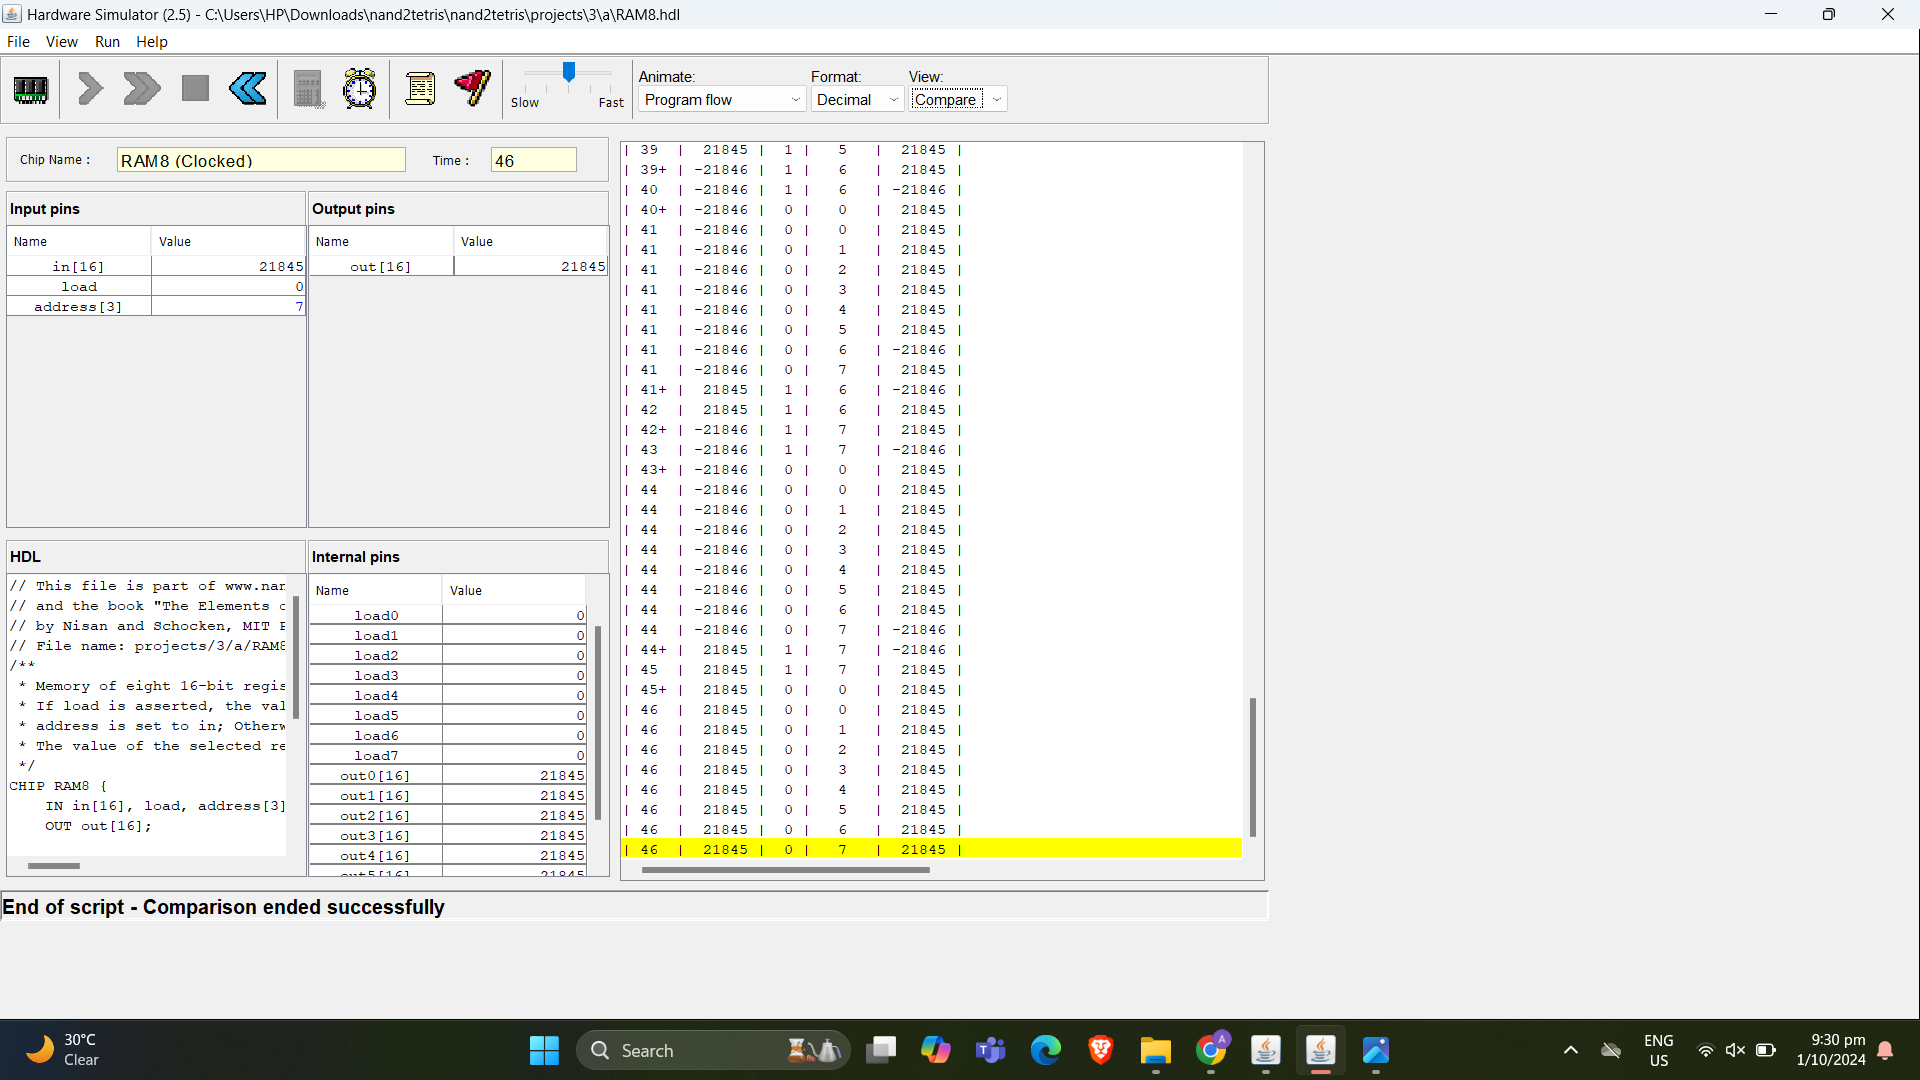 Hardware Simulator (2.5) - C:\Users\HP\Downloads\nand2tetris\nand2tetris\projects\3\a\RAM8.hdl
File View Run Help
Slow Fast
Animate: Format: View:
Program flow Decimal Compare
Chip Name : RAM8 (Clocked) Time : 46
Input pins
Name Value
in[16] 21845
load 0
address[3] 7
Output pins
Name Value
out[16] 21845
HDL
// This file is part of www.nan
// and the book "The Elements o
// by Nisan and Schocken, MIT P
// File name: projects/3/a/RAM8
/**
* Memory of eight 16-bit regis
* If load is asserted, the val
* address is set to in; Otherw
* The value of the selected re
*/
CHIP RAM8 {
IN in[16], load, address[3]
OUT out[16];
Internal pins
Name Value
load0 0
load1 0
load2 0
load3 0
load4 0
load5 0
load6 0
load7 0
out0[16] 21845
out1[16] 21845
out2[16] 21845
out3[16] 21845
out4[16] 21845
out5[16] 21845
| 39 | 21845 | 1 | 5 | 21845 |
| 39+ | -21846 | 1 | 6 | 21845 |
| 40 | -21846 | 1 | 6 | -21846 |
| 40+ | -21846 | 0 | 0 | 21845 |
| 41 | -21846 | 0 | 0 | 21845 |
| 41 | -21846 | 0 | 1 | 21845 |
| 41 | -21846 | 0 | 2 | 21845 |
| 41 | -21846 | 0 | 3 | 21845 |
| 41 | -21846 | 0 | 4 | 21845 |
| 41 | -21846 | 0 | 5 | 21845 |
| 41 | -21846 | 0 | 6 | -21846 |
| 41 | -21846 | 0 | 7 | 21845 |
| 41+ | 21845 | 1 | 6 | -21846 |
| 42 | 21845 | 1 | 6 | 21845 |
| 42+ | -21846 | 1 | 7 | 21845 |
| 43 | -21846 | 1 | 7 | -21846 |
| 43+ | -21846 | 0 | 0 | 21845 |
| 44 | -21846 | 0 | 0 | 21845 |
| 44 | -21846 | 0 | 1 | 21845 |
| 44 | -21846 | 0 | 2 | 21845 |
| 44 | -21846 | 0 | 3 | 21845 |
| 44 | -21846 | 0 | 4 | 21845 |
| 44 | -21846 | 0 | 5 | 21845 |
| 44 | -21846 | 0 | 6 | 21845 |
| 44 | -21846 | 0 | 7 | -21846 |
| 44+ | 21845 | 1 | 7 | -21846 |
| 45 | 21845 | 1 | 7 | 21845 |
| 45+ | 21845 | 0 | 0 | 21845 |
| 46 | 21845 | 0 | 0 | 21845 |
| 46 | 21845 | 0 | 1 | 21845 |
| 46 | 21845 | 0 | 2 | 21845 |
| 46 | 21845 | 0 | 3 | 21845 |
| 46 | 21845 | 0 | 4 | 21845 |
| 46 | 21845 | 0 | 5 | 21845 |
| 46 | 21845 | 0 | 6 | 21845 |
| 46 | 21845 | 0 | 7 | 21845 |
End of script - Comparison ended successfully
30°C
Clear
Search
A
ENG
US
9:30 pm
1/10/2024